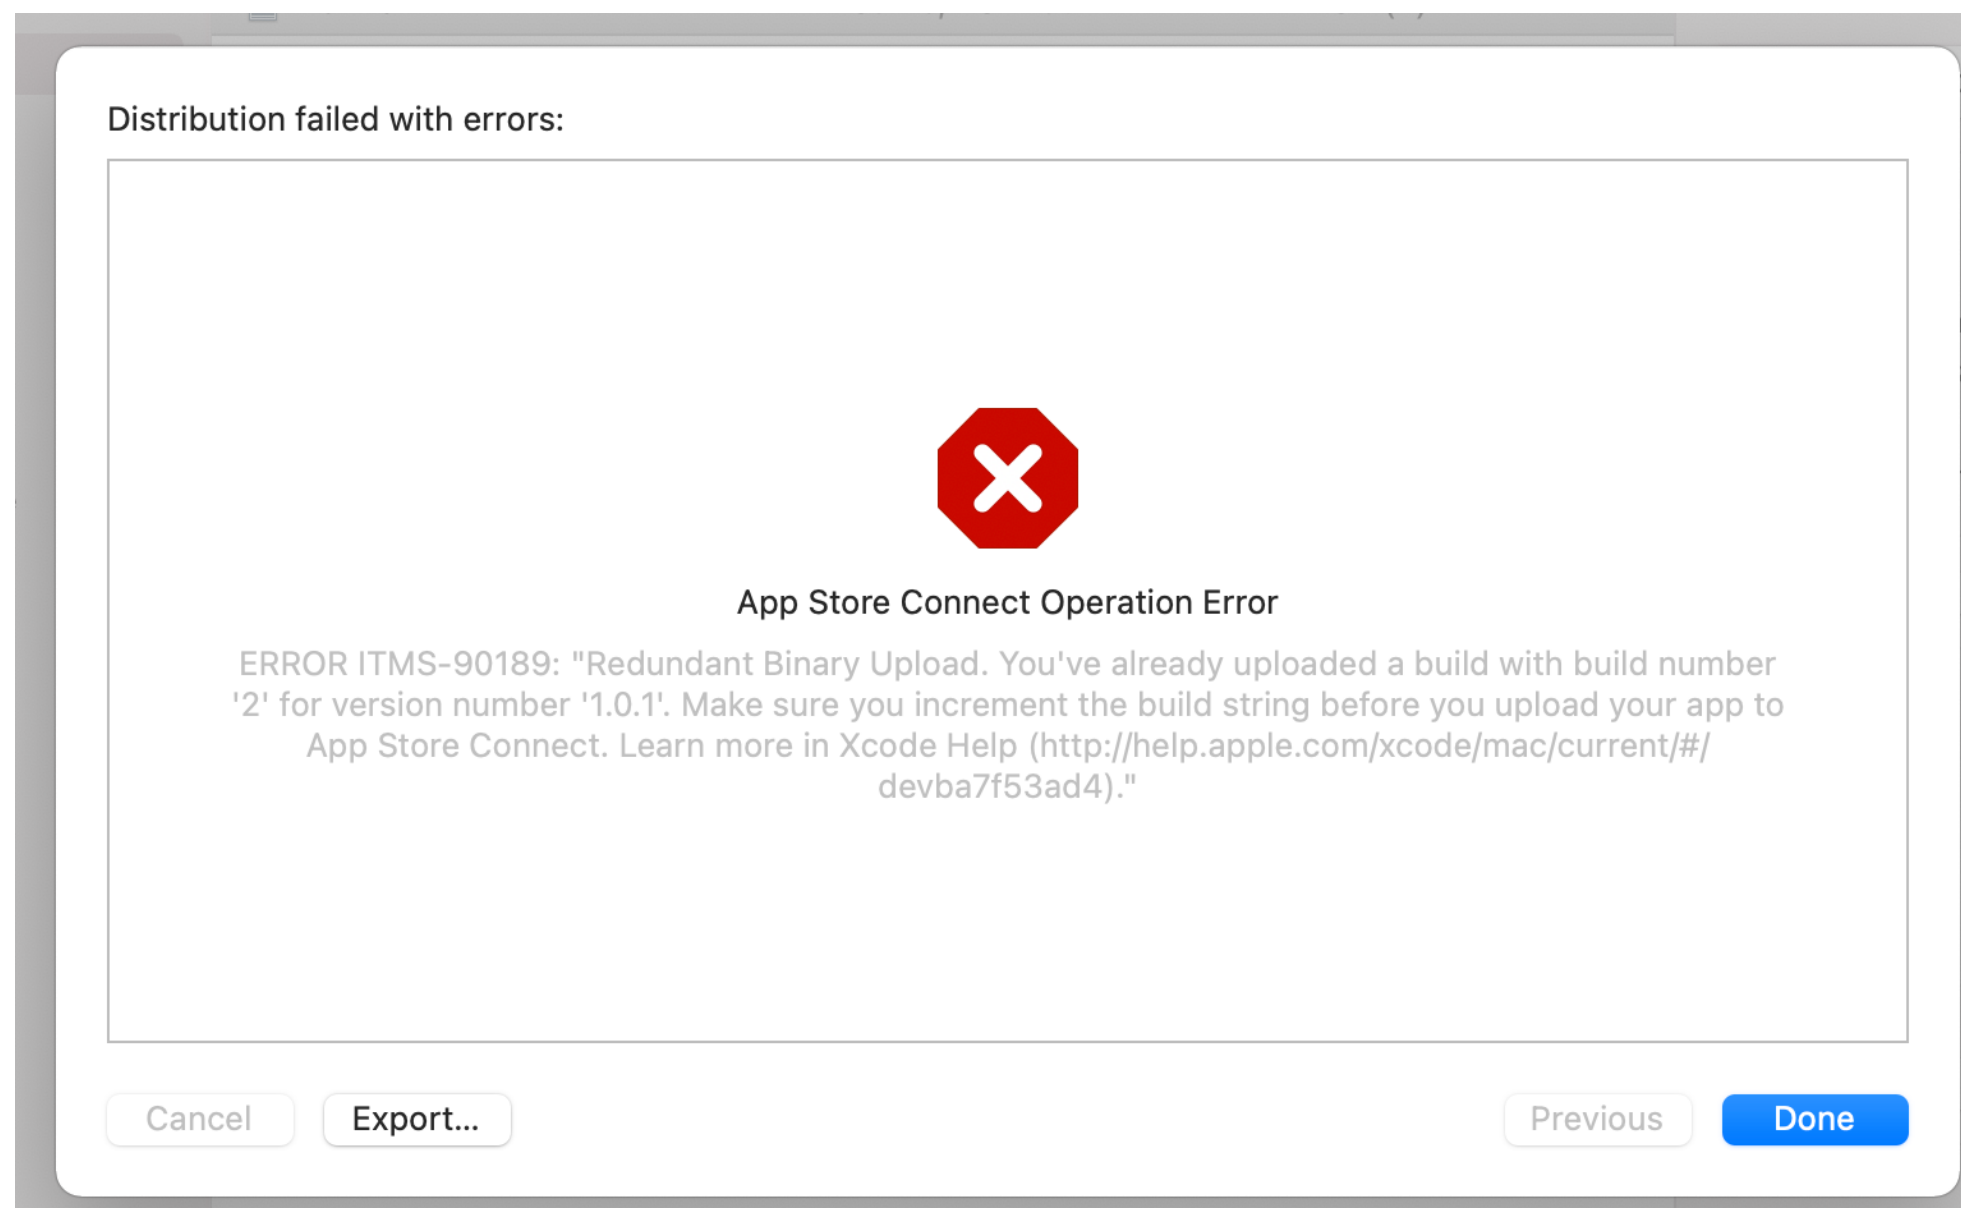 Distribution failed with errors:
App Store Connect Operation Error
ERROR ITMS-90189: "Redundant Binary Upload. You've already uploaded a build with build number
'2' for version number '1.0.1'. Make sure you increment the build string before you upload your app to
App Store Connect. Learn more in Xcode Help (http://help.apple.com/xcode/mac/current/#/
devba7f53ad4)."
Cancel
Export...
Previous
Done